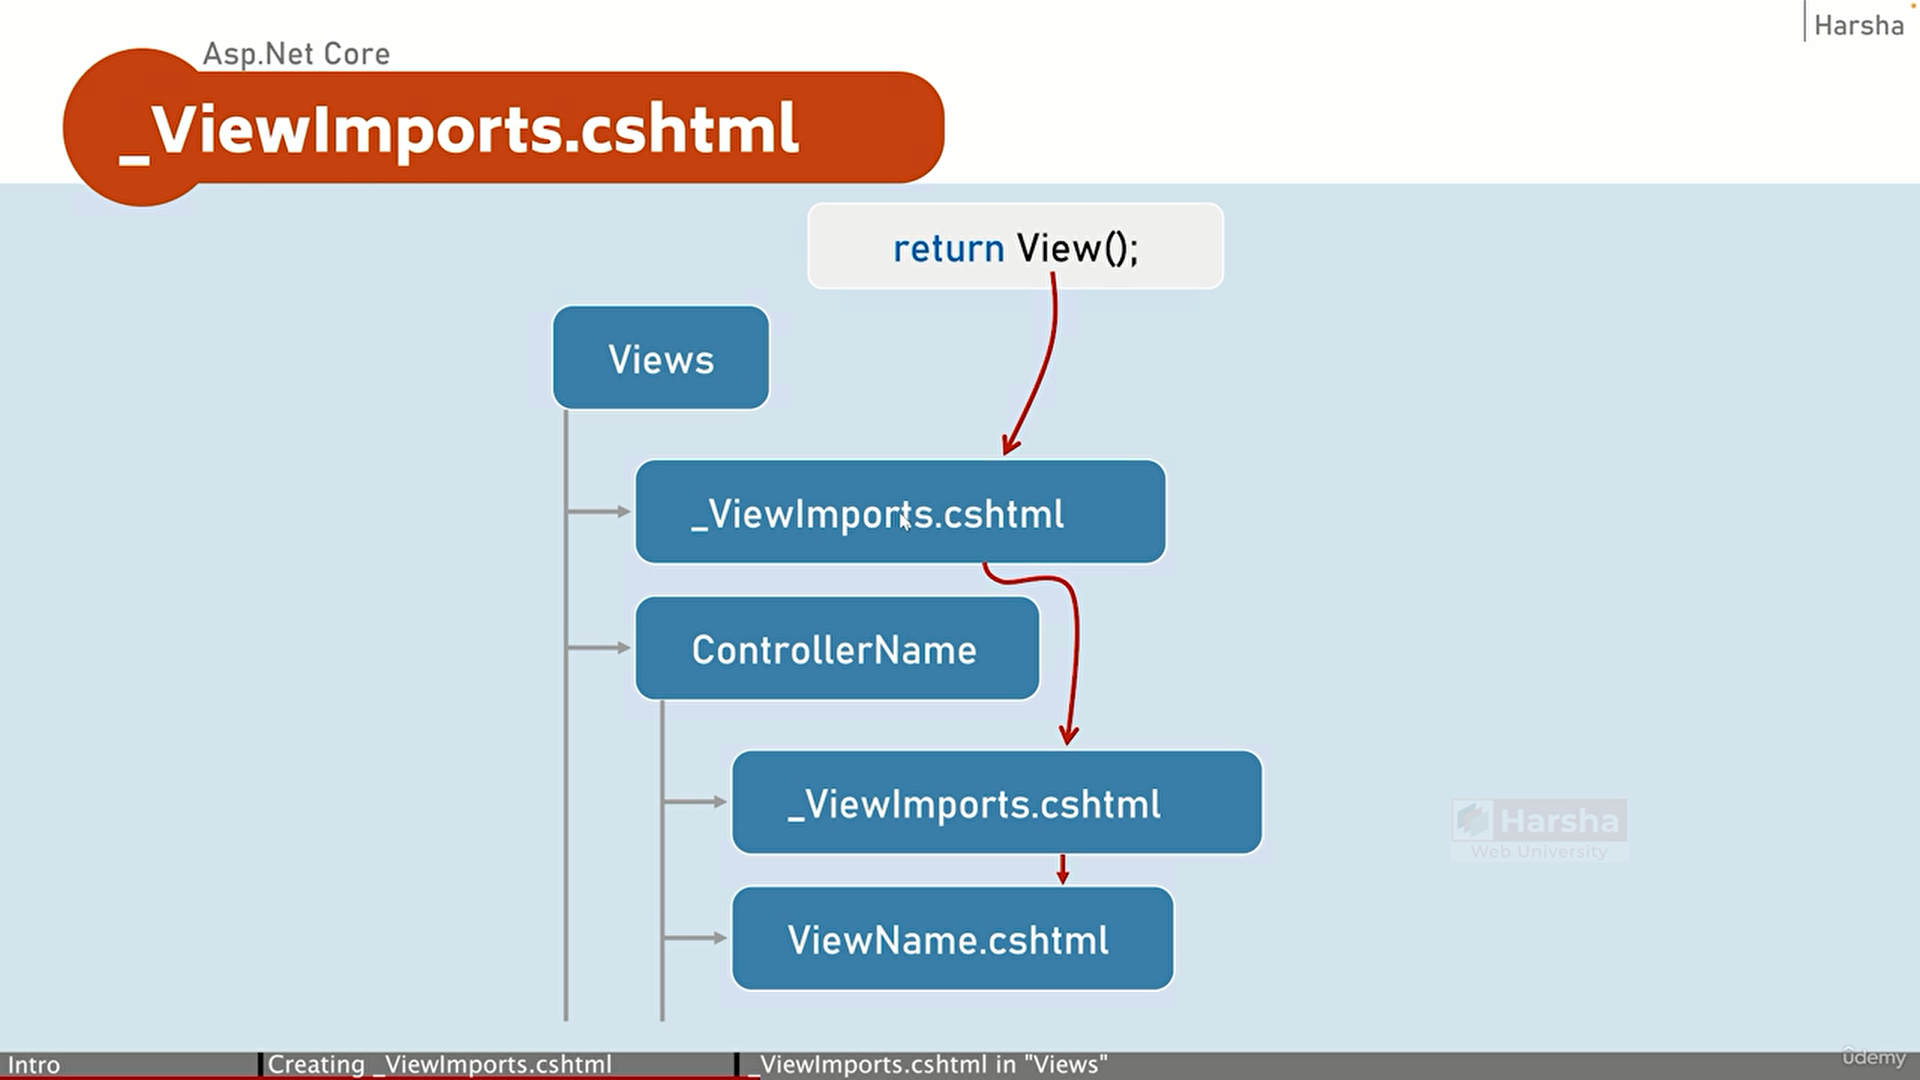 Asp.Net Core
Harsha
_ViewImports.cshtml
return View();
Views
_ViewImports.cshtml
ControllerName
_ViewImports.cshtml
Harsha
Web University
ViewName.cshtml
Intro
Creating _ViewImports.cshtml
_ViewImports.cshtml in "Views"
ûdemy